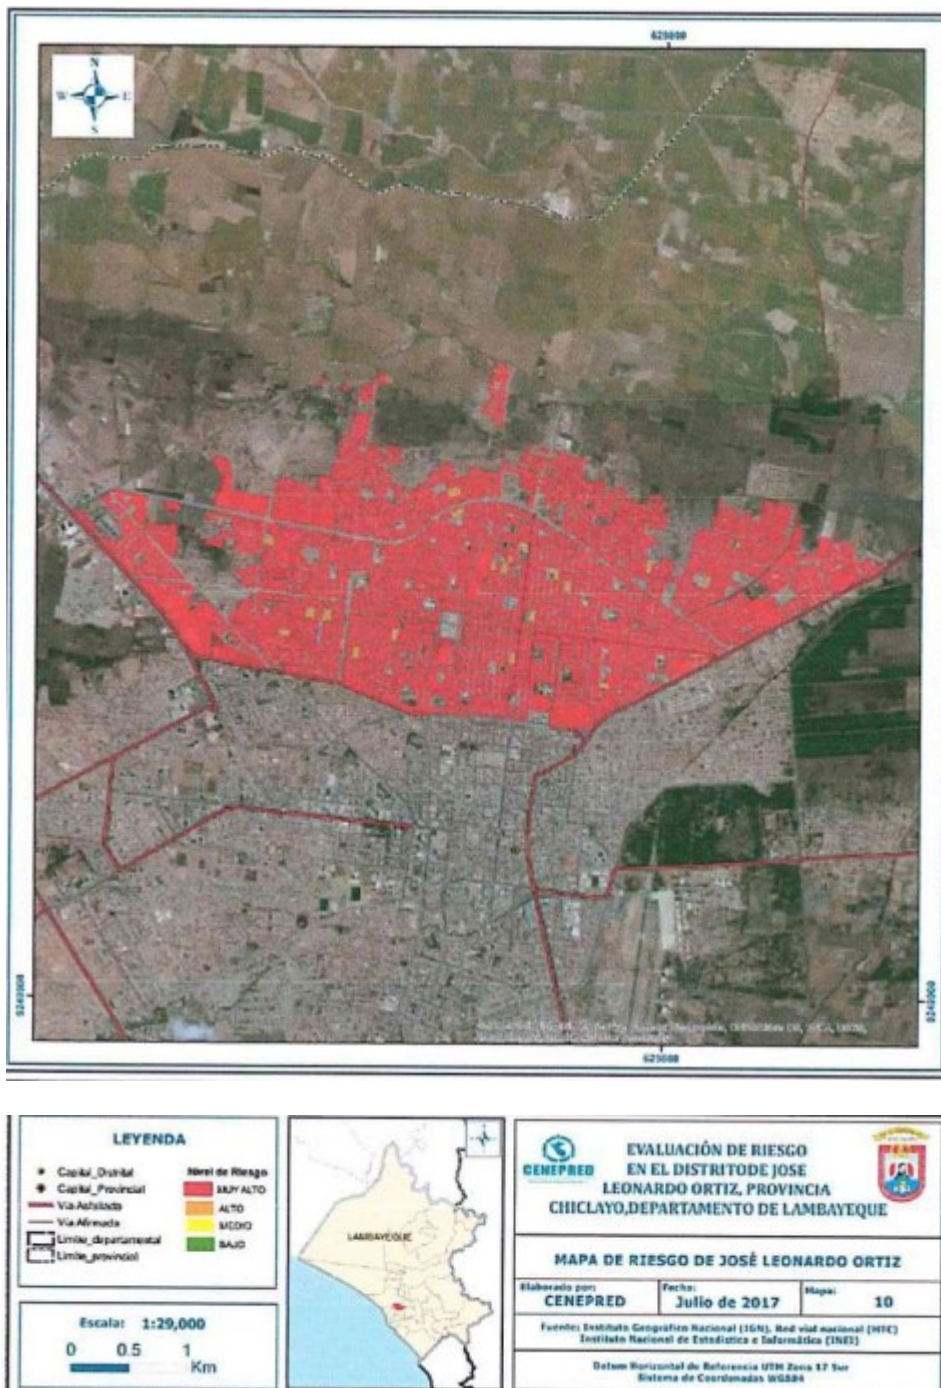 625000
N
W E
S
9249000
9249000
625000
LEYENDA
Capital_Distrital
Capital_Provincial
Vía Asfaltada
Vía Afirmada
Limite_departamental
Limite_provincial
Nivel de Riesgo
MUY ALTO
ALTO
MEDIO
BAJO
Escala: 1:29,000
0 0.5 1
Km
LAMBAYEQUE
CENEPRED
EVALUACIÓN DE RIESGO
EN EL DISTRITODE JOSE
LEONARDO ORTIZ, PROVINCIA
CHICLAYO,DEPARTAMENTO DE LAMBAYEQUE
MAPA DE RIESGO DE JOSÉ LEONARDO ORTIZ
Elaborado por:
CENEPRED
Fecha:
Julio de 2017
Mapa:
10
Fuente: Instituto Geográfico Nacional (IGN), Red vial nacional (MTC)
Instituto Nacional de Estadística e Informática (INEI)
Datum Horizontal de Referencia UTM Zona 17 Sur
Sistema de Coordenadas WGS84